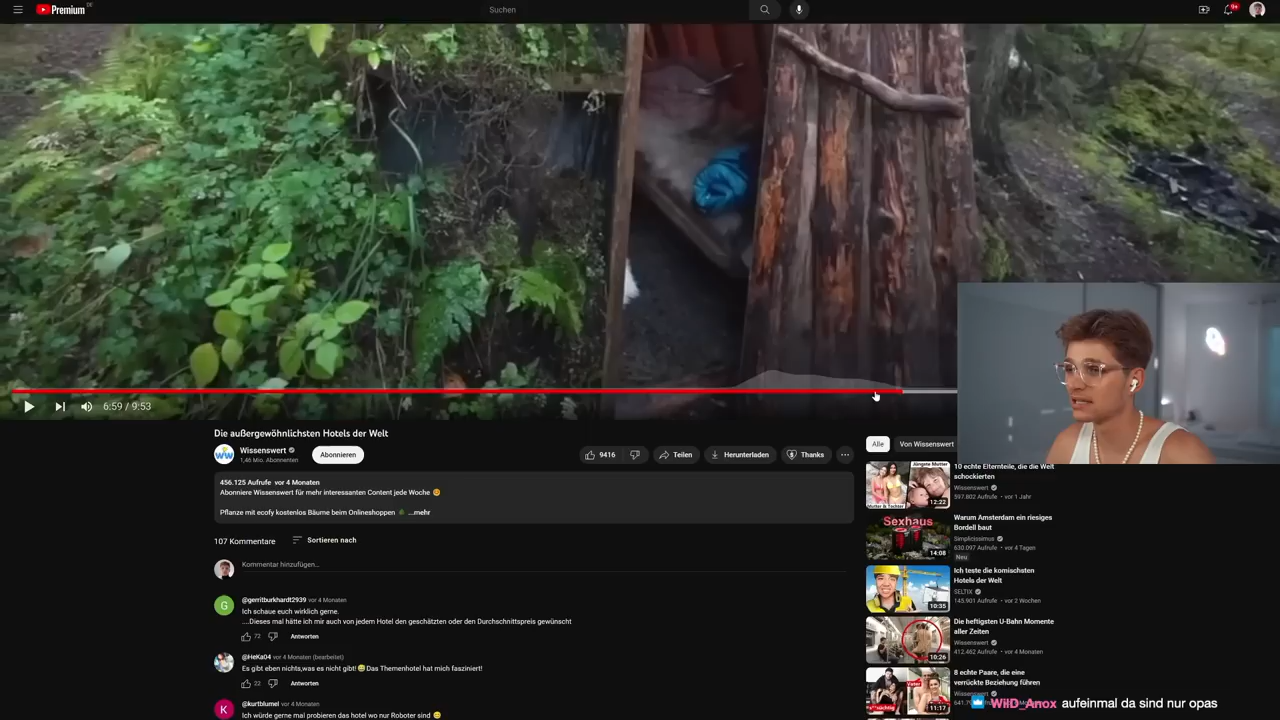 Premium DE
Suchen
9+
6:59 / 9:53
Die außergewöhnlichsten Hotels der Welt
WW
Wissenswert
1,46 Mio. Abonnenten
Abonnieren
9416
Teilen
Herunterladen
Thanks
456.125 Aufrufe vor 4 Monaten
Abonniere Wissenswert für mehr interessanten Content jede Woche 😊
Pflanze mit ecofy kostenlos Bäume beim Onlineshoppen 🌳 ...mehr
107 Kommentare
Sortieren nach
Kommentar hinzufügen...
G
@gerritburkhardt2939 vor 4 Monaten
Ich schaue euch wirklich gerne.
....Dieses mal hätte ich mir auch von jedem Hotel den geschätzten oder den Durchschnittspreis gewünscht
72
Antworten
@HeKa04 vor 4 Monaten (bearbeitet)
Es gibt eben nichts,was es nicht gibt!😅Das Themenhotel hat mich fasziniert!
22
Antworten
K
@kurtblumel vor 4 Monaten
Ich würde gerne mal probieren das hotel wo nur Roboter sind 😊
Alle
Von Wissenswert
Jüngste Mutter
Mutter & Tochter
12:22
10 echte Elternteile, die die Welt
schockierten
Wissenswert
597.802 Aufrufe • vor 1 Jahr
Sexhaus
14:08
Warum Amsterdam ein riesiges
Bordell baut
Simplicissimus
630.097 Aufrufe • vor 4 Tagen
Neu
10:35
Ich teste die komischsten
Hotels der Welt
SELTIX
145.901 Aufrufe • vor 2 Wochen
10:26
Die heftigsten U-Bahn Momente
aller Zeiten
Wissenswert
412.462 Aufrufe • vor 4 Monaten
Vater
11:17
8 echte Paare, die eine
verrückte Beziehung führen
Wissenswert
WiiD_Anox aufeinmal da sind nur opas